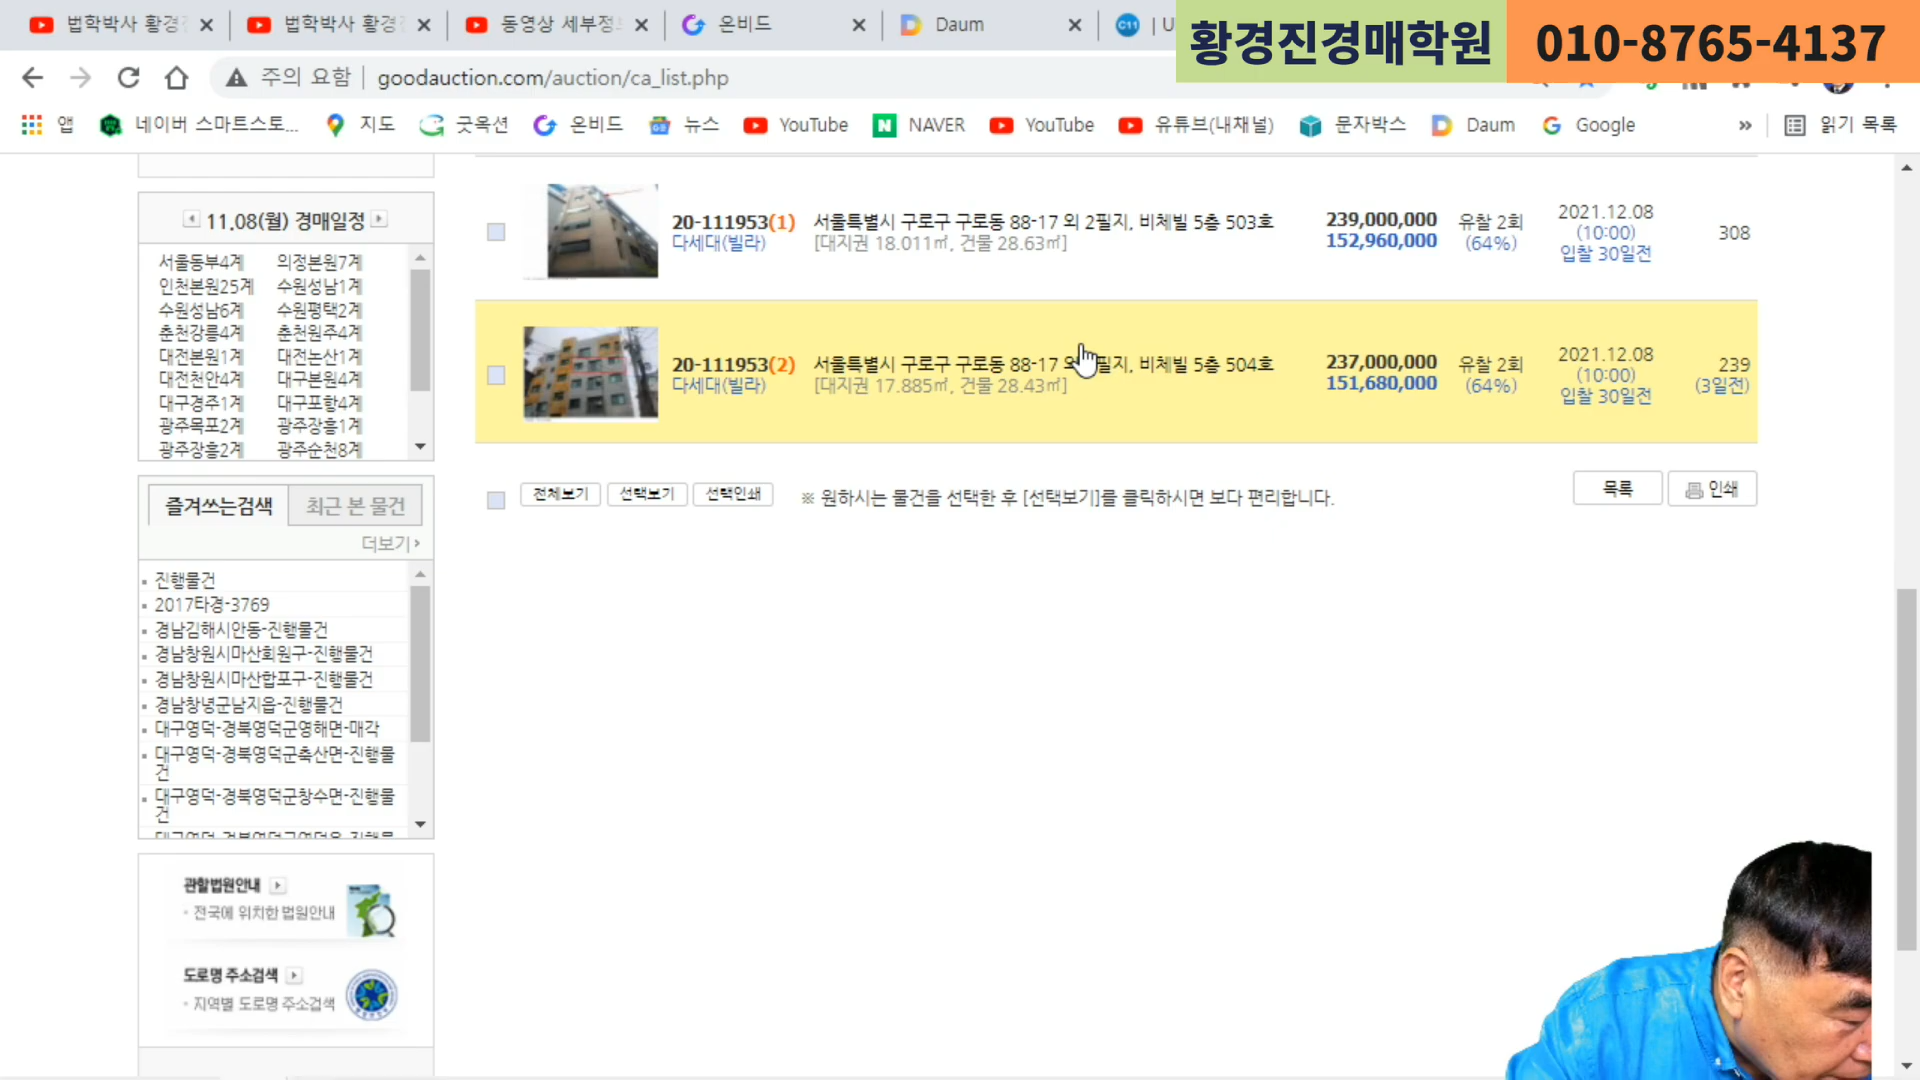 법학박사 황경
법학박사 황경
동영상 세부정
온비드
Daum
황경진경매학원
010-8765-4137
주의 요함
goodauction.com/auction/ca_list.php
앱
네이버 스마트스토...
지도
굿옥션
온비드
뉴스
YouTube
NAVER
YouTube
유튜브(내채널)
문자박스
Daum
Google
»
읽기 목록
11.08(월) 경매일정
서울동부4계 의정본원7계
인천본원25계 수원성남1계
수원성남6계 수원평택2계
춘천강릉4계 춘천원주4계
대전본원1계 대전논산1계
대전천안4계 대구본원4계
대구경주1계 대구포항4계
광주목포2계 광주장흥1계
광주장흥2계 광주순천8계
20-111953(1)
다세대(빌라)
서울특별시 구로구 구로동 88-17 외 2필지, 비체빌 5층 503호
[대지권 18.011㎡, 건물 28.63㎡]
239,000,000
152,960,000
유찰 2회
(64%)
2021.12.08
(10:00)
입찰 30일전
308
20-111953(2)
다세대(빌라)
서울특별시 구로구 구로동 88-17 외 필지, 비체빌 5층 504호
[대지권 17.885㎡, 건물 28.43㎡]
237,000,000
151,680,000
유찰 2회
(64%)
2021.12.08
(10:00)
입찰 30일전
239
(3일전)
전체보기
선택보기
선택인쇄
※ 원하시는 물건을 선택한 후 [선택보기]를 클릭하시면 보다 편리합니다.
목록
인쇄
즐겨쓰는검색
최근 본 물건
더보기
진행물건
2017타경-3769
경남김해시안동-진행물건
경남창원시마산회원구-진행물건
경남창원시마산합포구-진행물건
경남창녕군남지읍-진행물건
대구영덕-경북영덕군영해면-매각
대구영덕-경북영덕군축산면-진행물
건
대구영덕-경북영덕군창수면-진행물
건
관할법원안내
전국에 위치한 법원안내
도로명 주소검색
지역별 도로명 주소검색